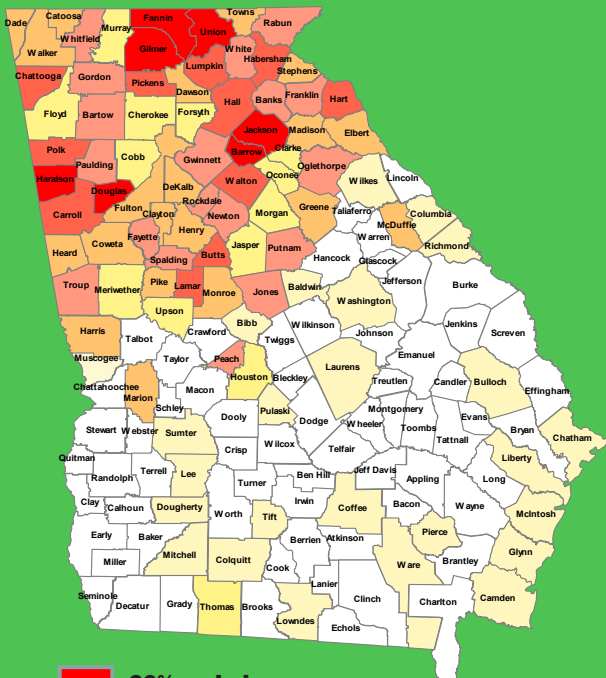 Dade
Catoosa
Murray
Fannin
Union
Towns
Rabun
Whitfield
Walker
Gilmer
White
Habersham
Lumpkin
Stephens
Chattooga
Gordon
Pickens
Dawson
Hall
Banks
Franklin
Hart
Floyd
Bartow
Cherokee
Forsyth
Jackson
Madison
Elbert
Polk
Paulding
Cobb
Gwinnett
Barrow
Clarke
Oglethorpe
Oconee
Haralson
Douglas
DeKalb
Walton
Wilkes
Lincoln
Carroll
Fulton
Clayton
Rockdale
Newton
Morgan
Greene
Taliaferro
McDuffie
Columbia
Heard
Coweta
Fayette
Henry
Jasper
Putnam
Hancock
Warren
Richmond
Spalding
Butts
Glascock
Troup
Meriwether
Pike
Lamar
Monroe
Jones
Baldwin
Washington
Jefferson
Burke
Harris
Upson
Bibb
Wilkinson
Johnson
Jenkins
Screven
Talbot
Crawford
Twiggs
Emanuel
Muscogee
Taylor
Peach
Houston
Bleckley
Laurens
Treutlen
Candler
Bulloch
Effingham
Chattahoochee
Marion
Macon
Schley
Pulaski
Dodge
Montgomery
Wheeler
Toombs
Evans
Bryan
Tattnall
Chatham
Stewart
Webster
Sumter
Dooly
Wilcox
Telfair
Crisp
Liberty
Quitman
Randolph
Terrell
Lee
Turner
Ben Hill
Jeff Davis
Appling
Long
Irwin
Clay
Calhoun
Dougherty
Worth
Tift
Coffee
Bacon
Wayne
McIntosh
Early
Baker
Mitchell
Berrien
Atkinson
Pierce
Glynn
Miller
Colquitt
Cook
Ware
Brantley
Seminole
Decatur
Grady
Thomas
Brooks
Lanier
Clinch
Charlton
Camden
Lowndes
Echols